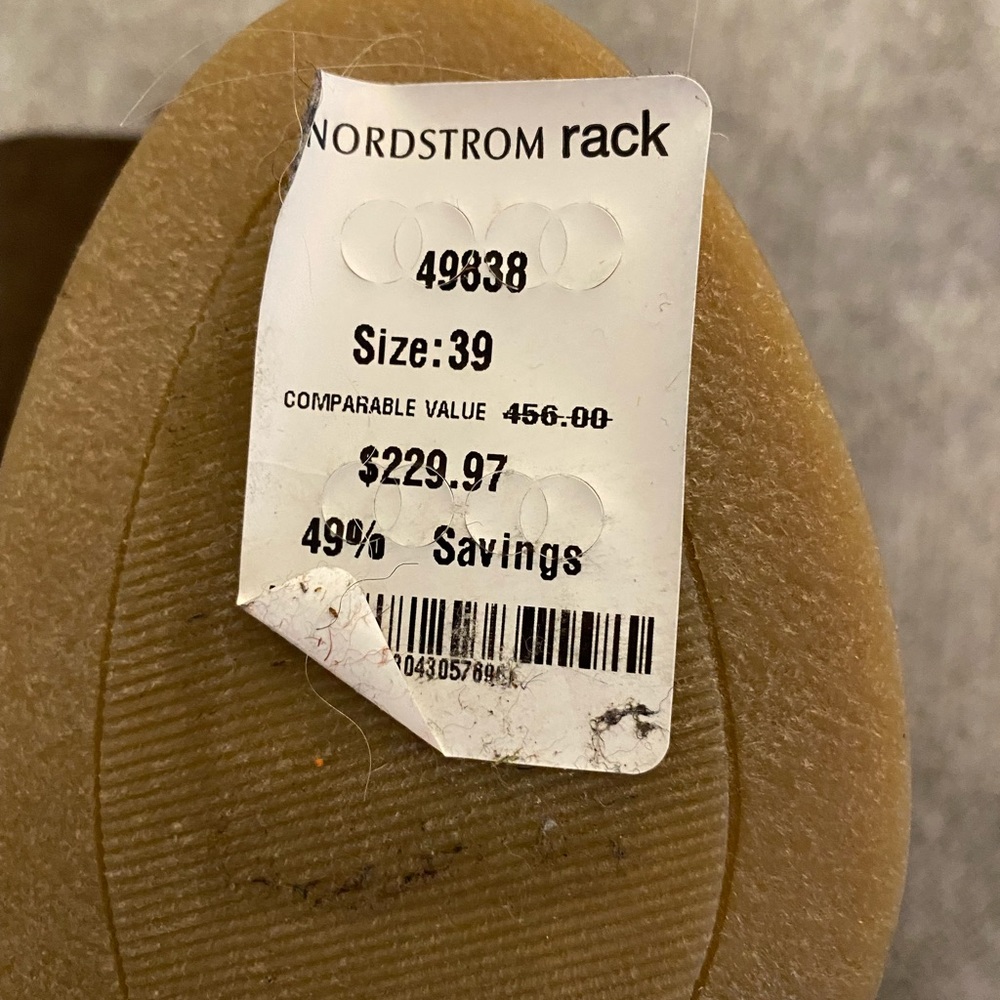 NORDSTROM rack
49838
Size:39
COMPARABLE VALUE 456.00
$229.97
49% Savings